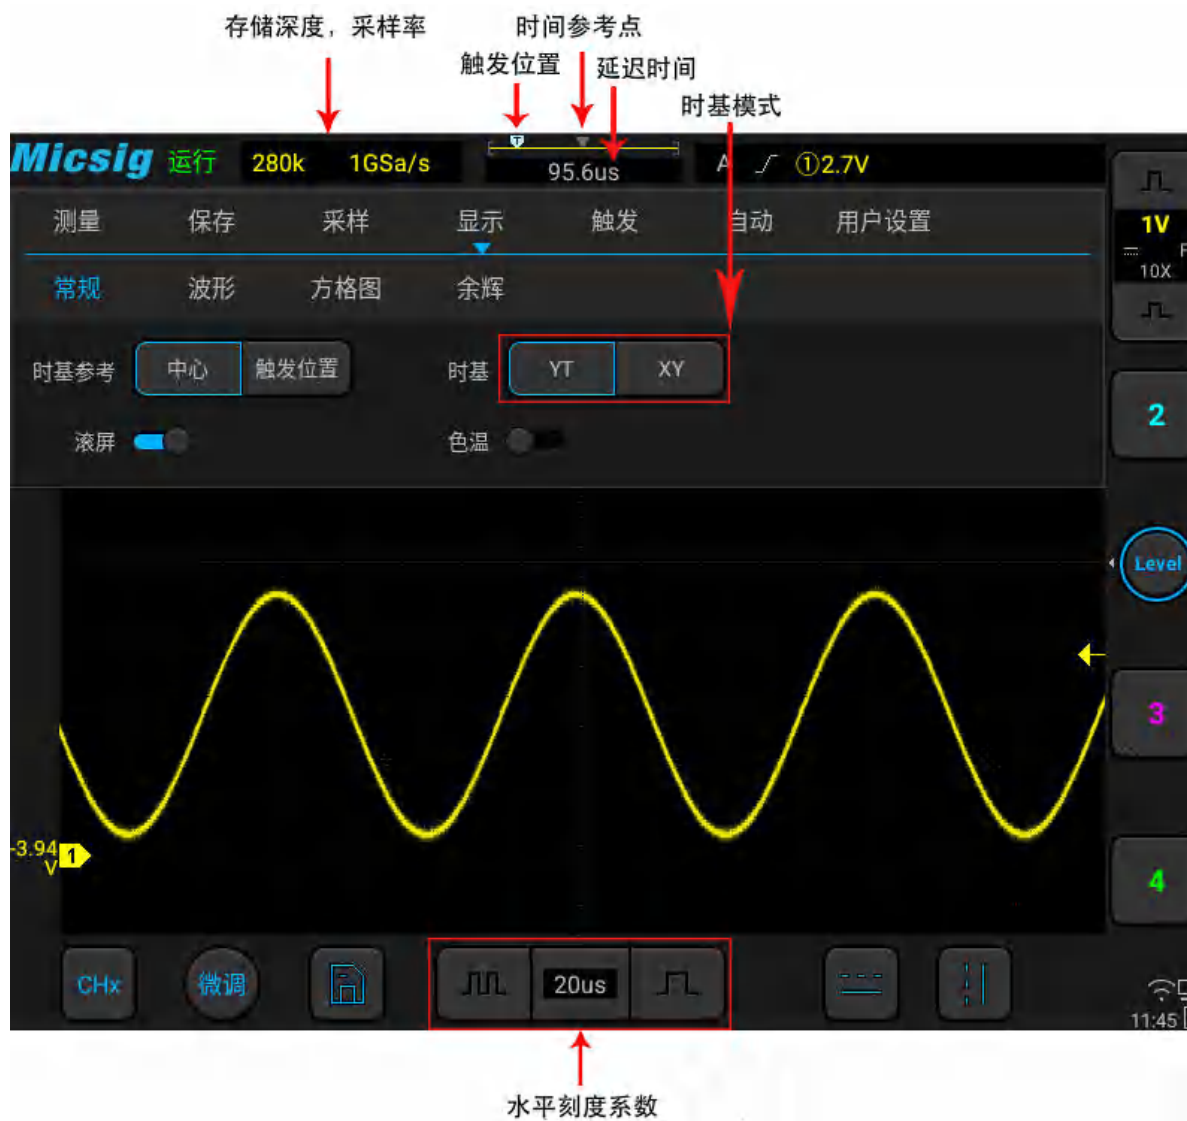 存储深度，采样率
时间参考点
触发位置
延迟时间
时基模式
Micsig 运行 280k 1GSa/s T 95.6us A ①2.7V
测量 保存 采样 显示 触发 自动 用户设置
1V
10X
常规 波形 方格图 余辉
时基参考 中心 触发位置 时基 YT XY
滚屏 色温
2
Level
3
-3.94
V
1
4
CHx 微调 20us
11:45
水平刻度系数